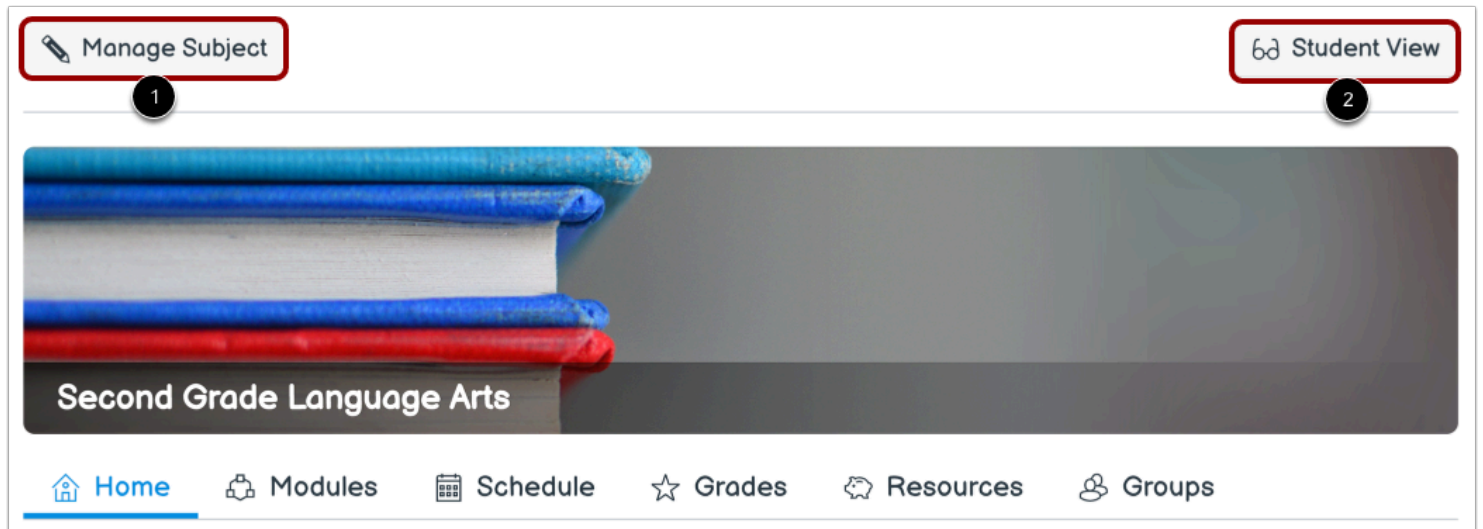 Manage Subject
Student View
1
2
Second Grade Language Arts
Home Modules Schedule Grades Resources Groups